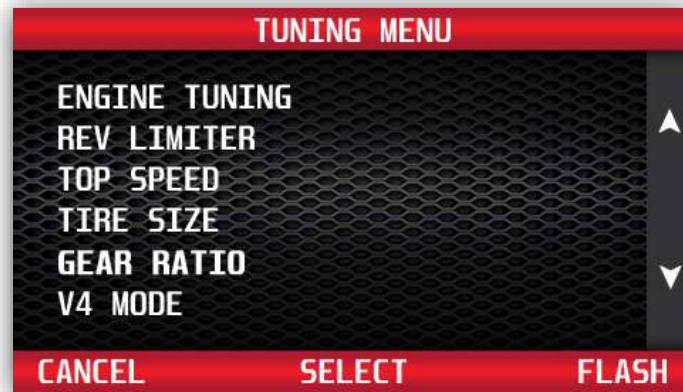 TUNING MENU
ENGINE TUNING
REV LIMITER
TOP SPEED
TIRE SIZE
GEAR RATIO
V4 MODE
CANCEL SELECT FLASH